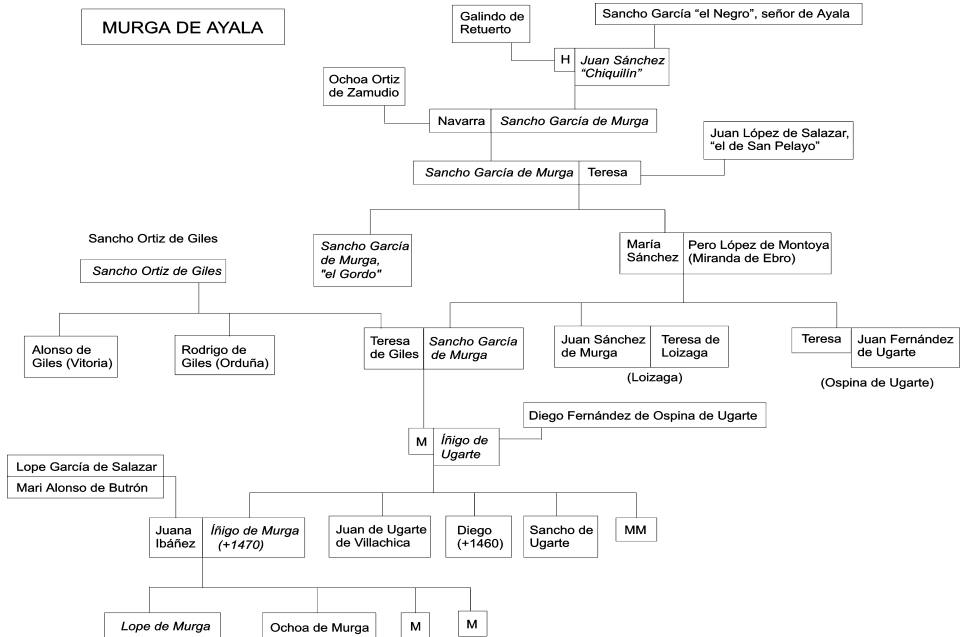 MURGA DE AYALA
Galindo de
Retuerto
Sancho García “el Negro”, señor de Ayala
H
Juan Sánchez
“Chiquilín”
Ochoa Ortiz
de Zamudio
Navarra
Sancho García de Murga
Juan López de Salazar,
“el de San Pelayo”
Sancho García de Murga
Teresa
Sancho García
de Murga,
"el Gordo"
María
Sánchez
Pero López de Montoya
(Miranda de Ebro)
Sancho Ortiz de Giles
Sancho Ortiz de Giles
Alonso de
Giles (Vitoria)
Rodrigo de
Giles (Orduña)
Teresa
de Giles
Sancho García
de Murga
Juan Sánchez
de Murga
Teresa de
Loizaga
(Loizaga)
Teresa
Juan Fernández
de Ugarte
(Ospina de Ugarte)
Diego Fernández de Ospina de Ugarte
M
Íñigo de
Ugarte
Lope García de Salazar
Mari Alonso de Butrón
Juana
Ibáñez
Íñigo de Murga
(+1470)
Juan de Ugarte
de Villachica
Diego
(+1460)
Sancho de
Ugarte
MM
Lope de Murga
Ochoa de Murga
M
M